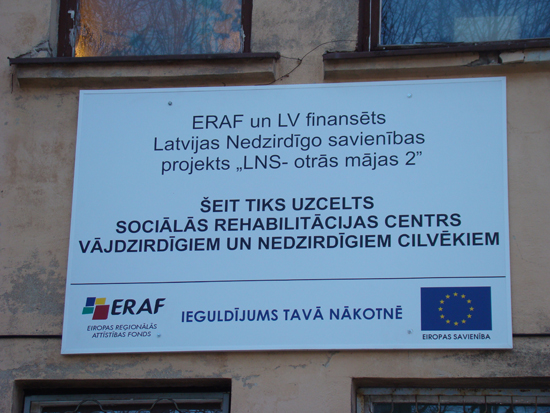 ERAF un LV finansēts
Latvijas Nedzirdīgo savienības
projekts „LNS- otrās mājas 2”
ŠEIT TIKS UZCELTS
SOCIĀLĀS REHABILITĀCIJAS CENTRS
VĀJDZIRDĪGIEM UN NEDZIRDĪGIEM CILVĒKIEM
ERAF
EIROPAS REGIONĀLĀS
ATTĪSTĪBAS FONDS
IEGULDĪJUMS TAVĀ NĀKOTNĒ
EIROPAS SAVIENĪBA